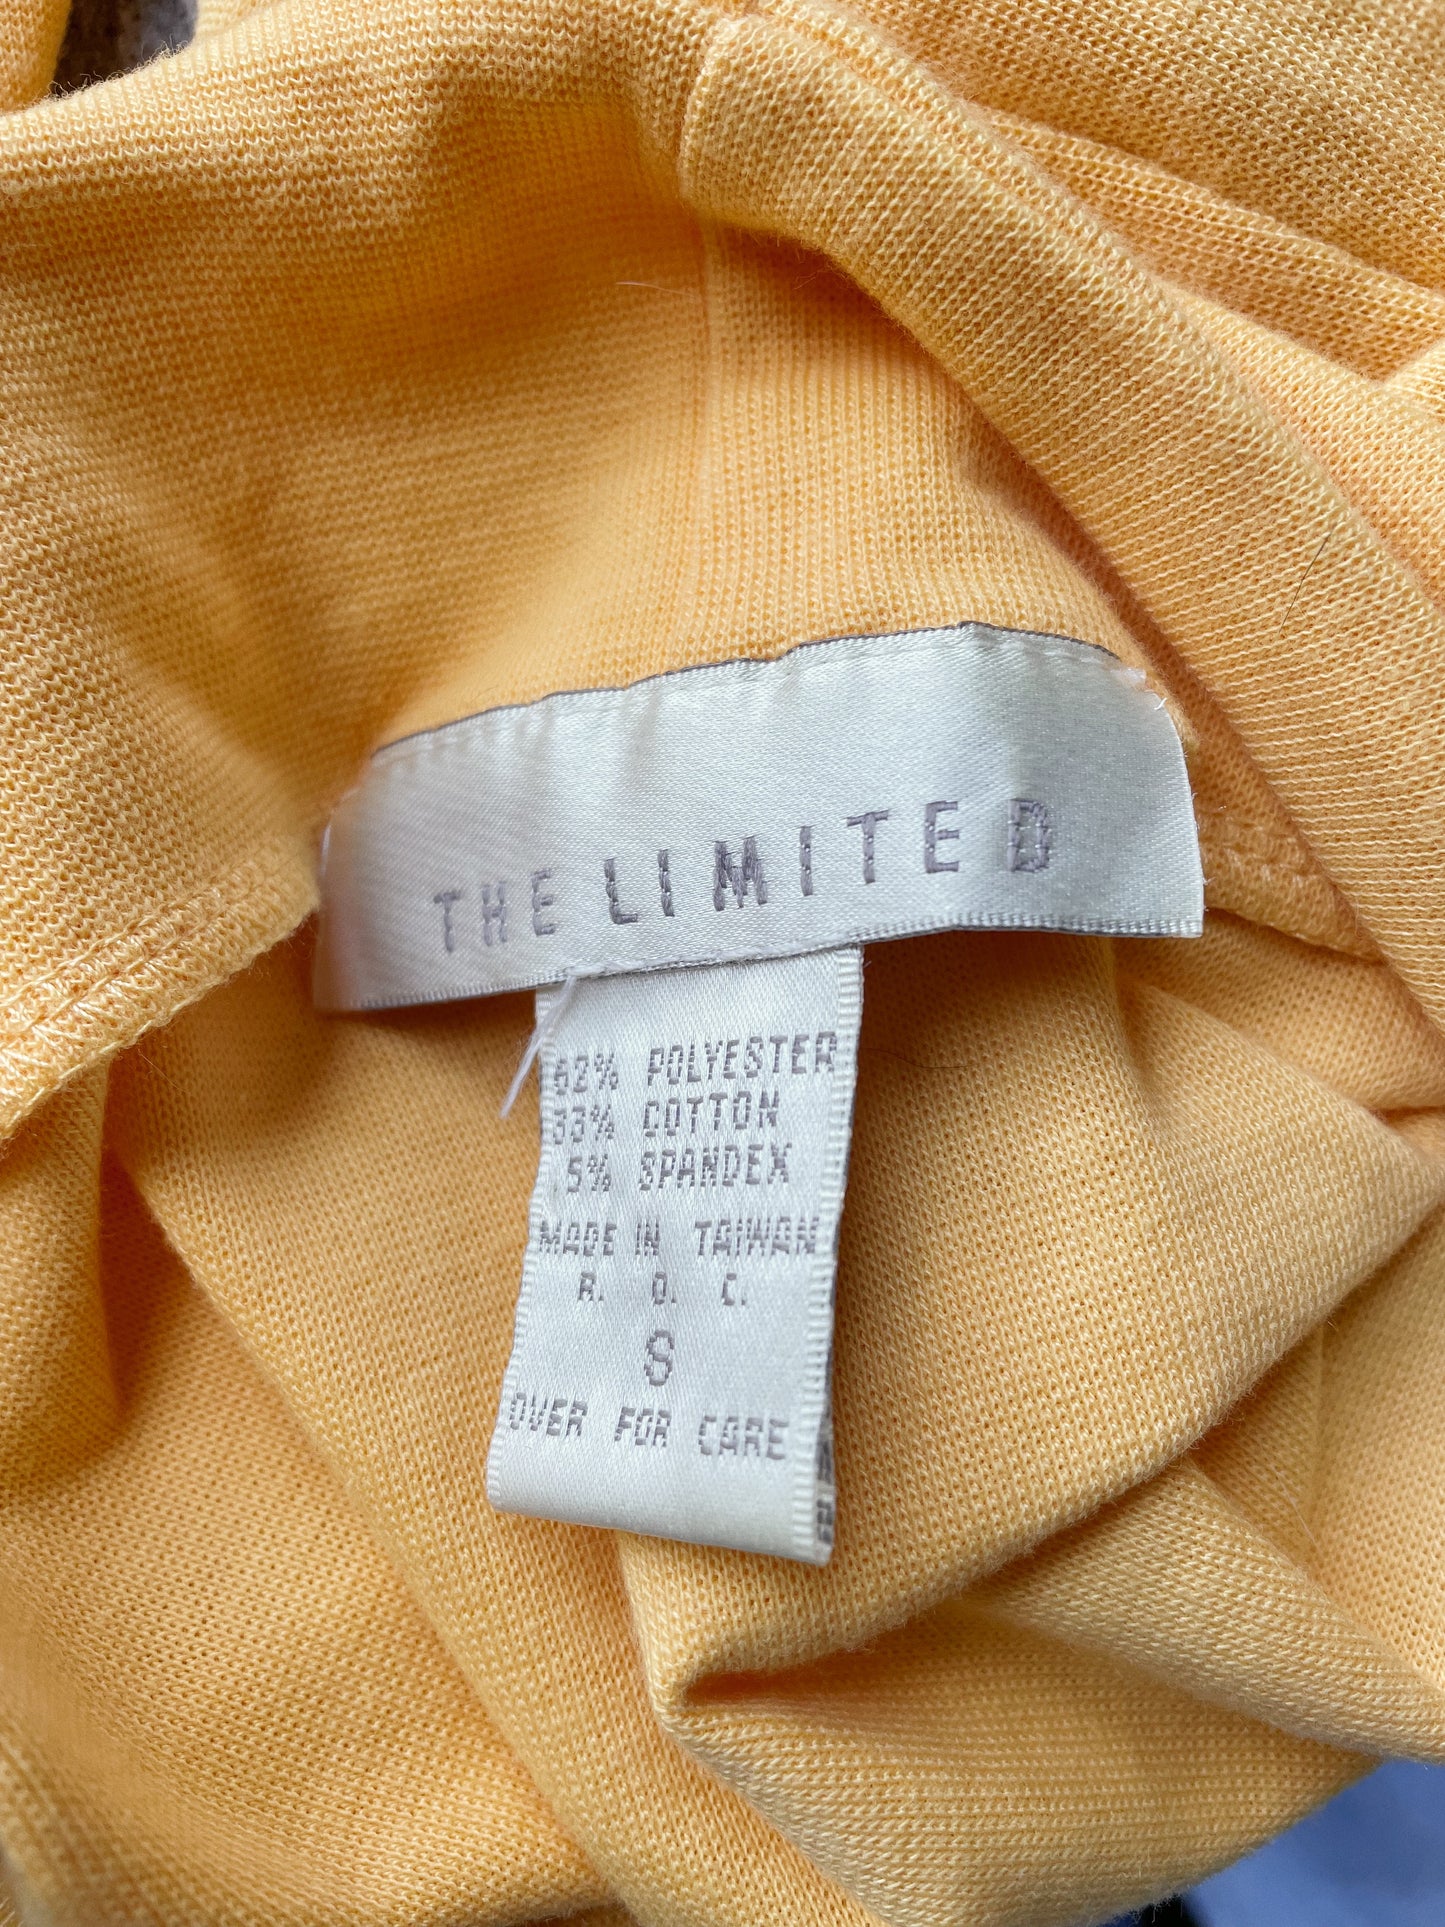 THE LIMITED
62% POLYESTER
33% COTTON
5% SPANDEX
MADE IN TAIWAN
R. O. C.
S
OVER FOR CARE